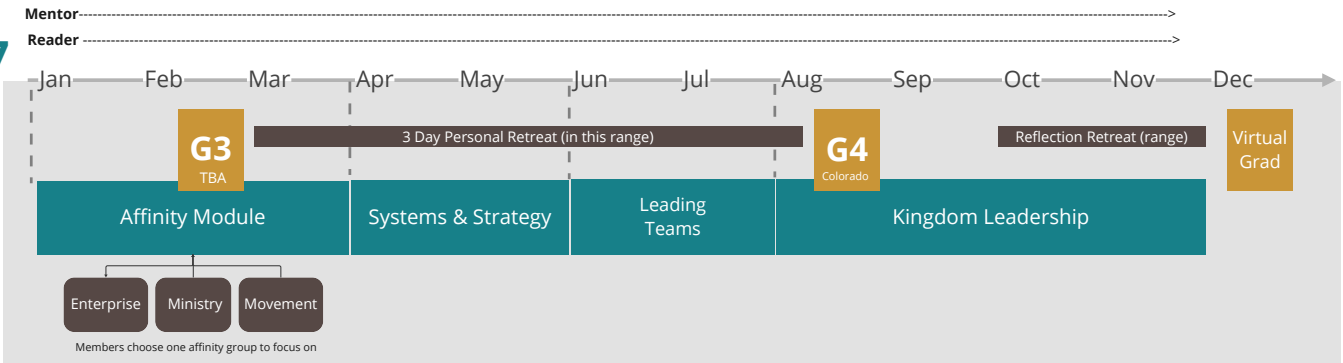 Mentor-------------------------------------------------------------------------------->
Reader -------------------------------------------------------------------------------->
Jan Feb Mar Apr May Jun Jul Aug Sep Oct Nov Dec
G3
TBA
3 Day Personal Retreat (in this range)
G4
Colorado
Reflection Retreat (range)
Virtual
Grad
Affinity Module
Systems & Strategy
Leading
Teams
Kingdom Leadership
Enterprise
Ministry
Movement
Members choose one affinity group to focus on